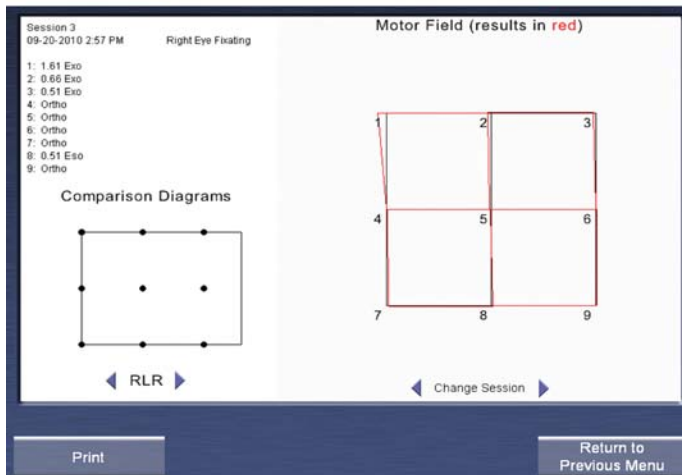 Session 3
09-20-2010 2:57 PM Right Eye Fixating
1: 1.61 Exo
2: 0.66 Exo
3: 0.51 Exo
4: Ortho
5: Ortho
6: Ortho
7: Ortho
8: 0.51 Eso
9: Ortho
Comparison Diagrams
RLR
Motor Field (results in red)
1 2 3
4 5 6
7 8 9
Change Session
Print
Return to
Previous Menu